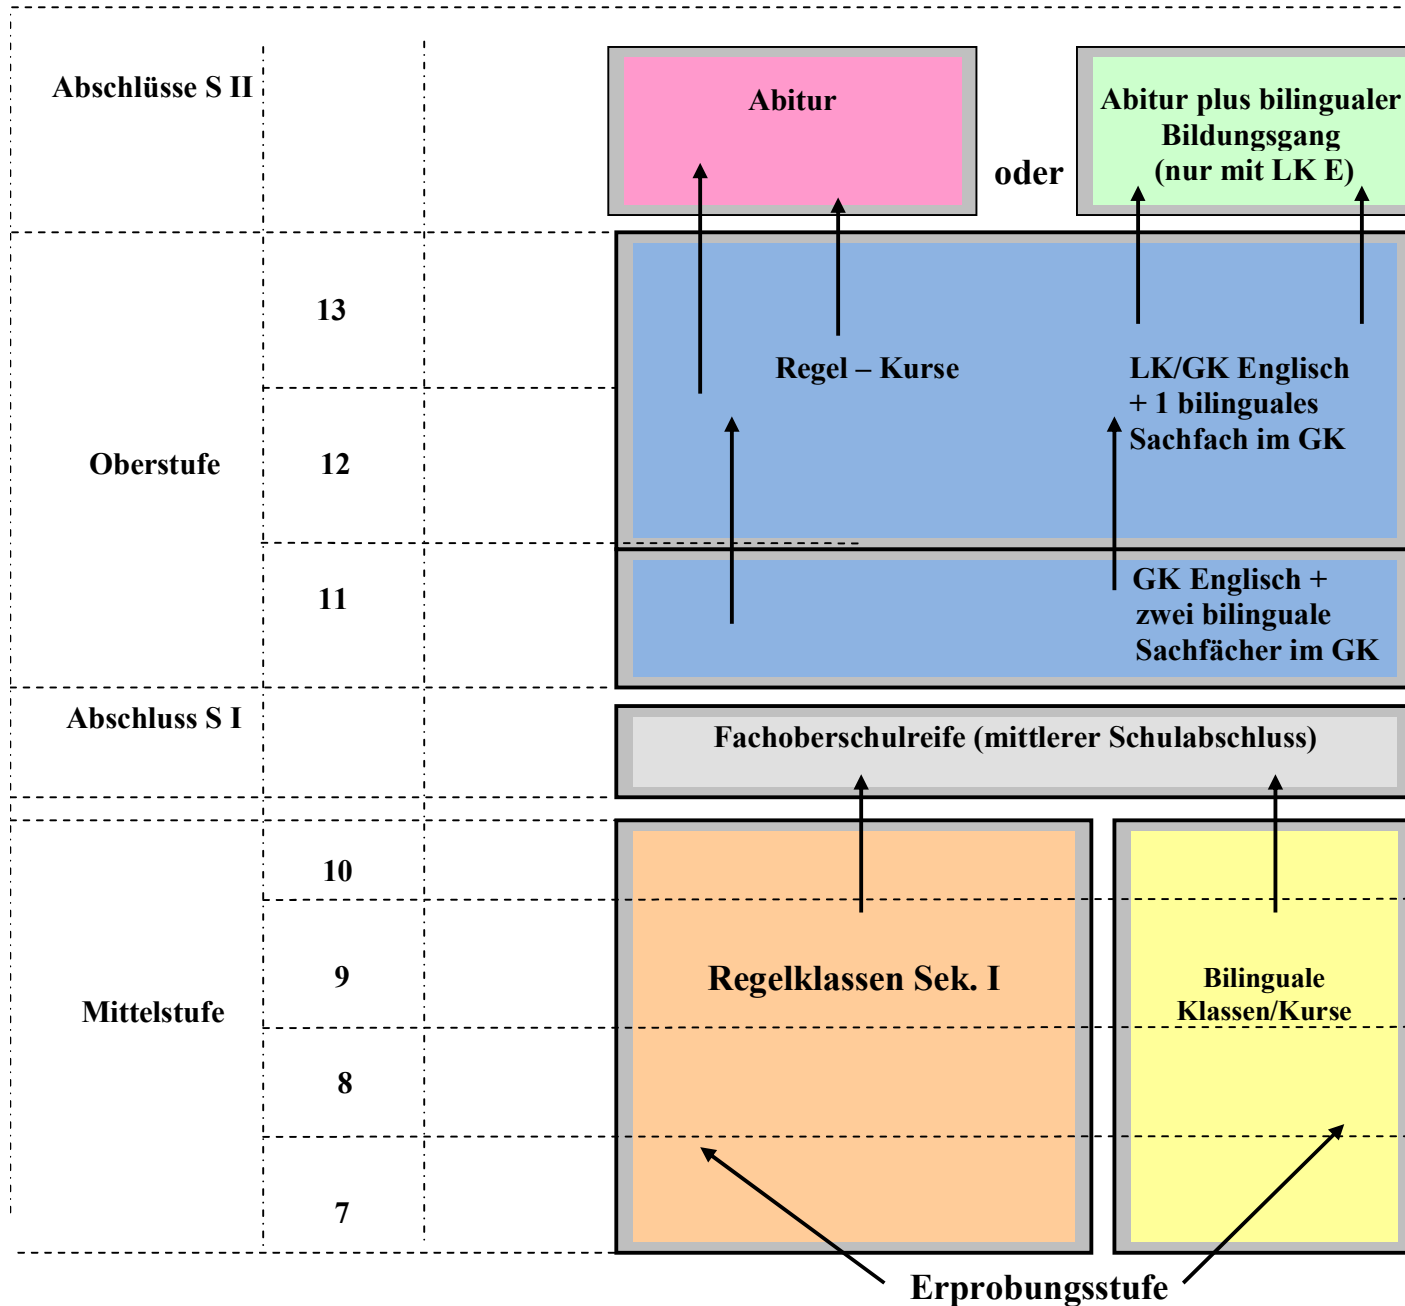 Abschlüsse S II
Abitur
oder
Abitur plus bilingualer
Bildungsgang
(nur mit LK E)
Oberstufe
13
12
11
Regel – Kurse
LK/GK Englisch
+ 1 bilinguales
Sachfach im GK
GK Englisch +
zwei bilinguale
Sachfächer im GK
Abschluss S I
Fachoberschulreife (mittlerer Schulabschluss)
Mittelstufe
10
9
8
7
Regelklassen Sek. I
Bilinguale
Klassen/Kurse
Erprobungsstufe